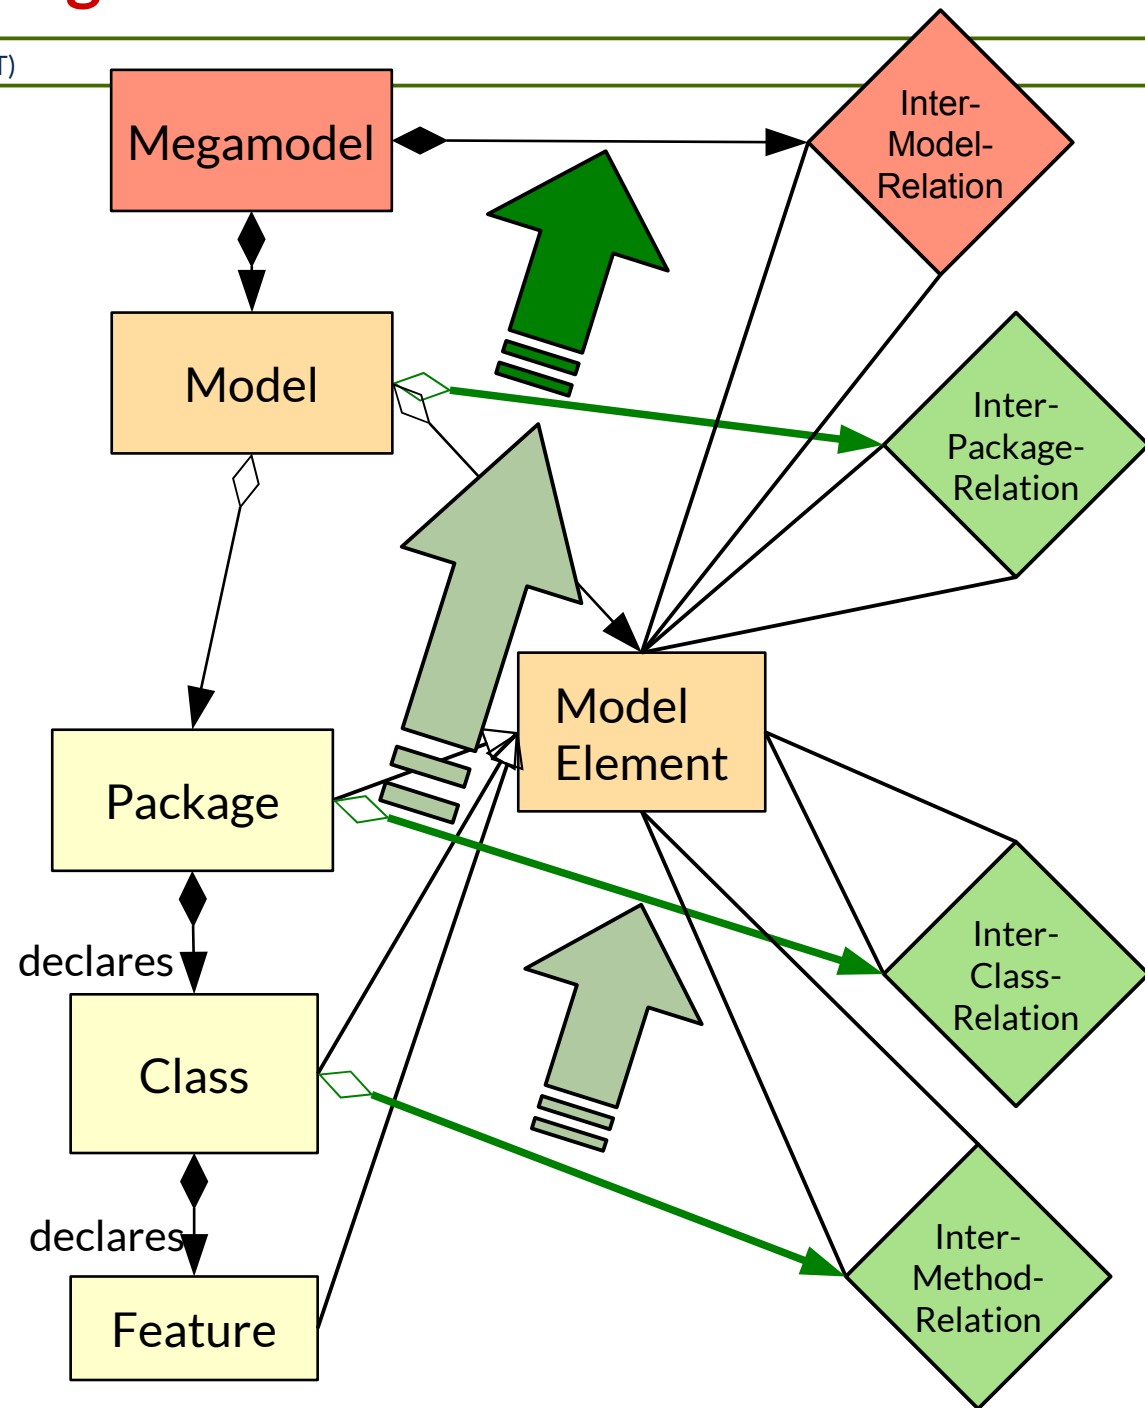 g
T)
Megamodel
Inter-
Model-
Relation
Model
Inter-
Package-
Relation
Model
Element
Package
declares
Inter-
Class-
Relation
Class
declares
Inter-
Method-
Relation
Feature